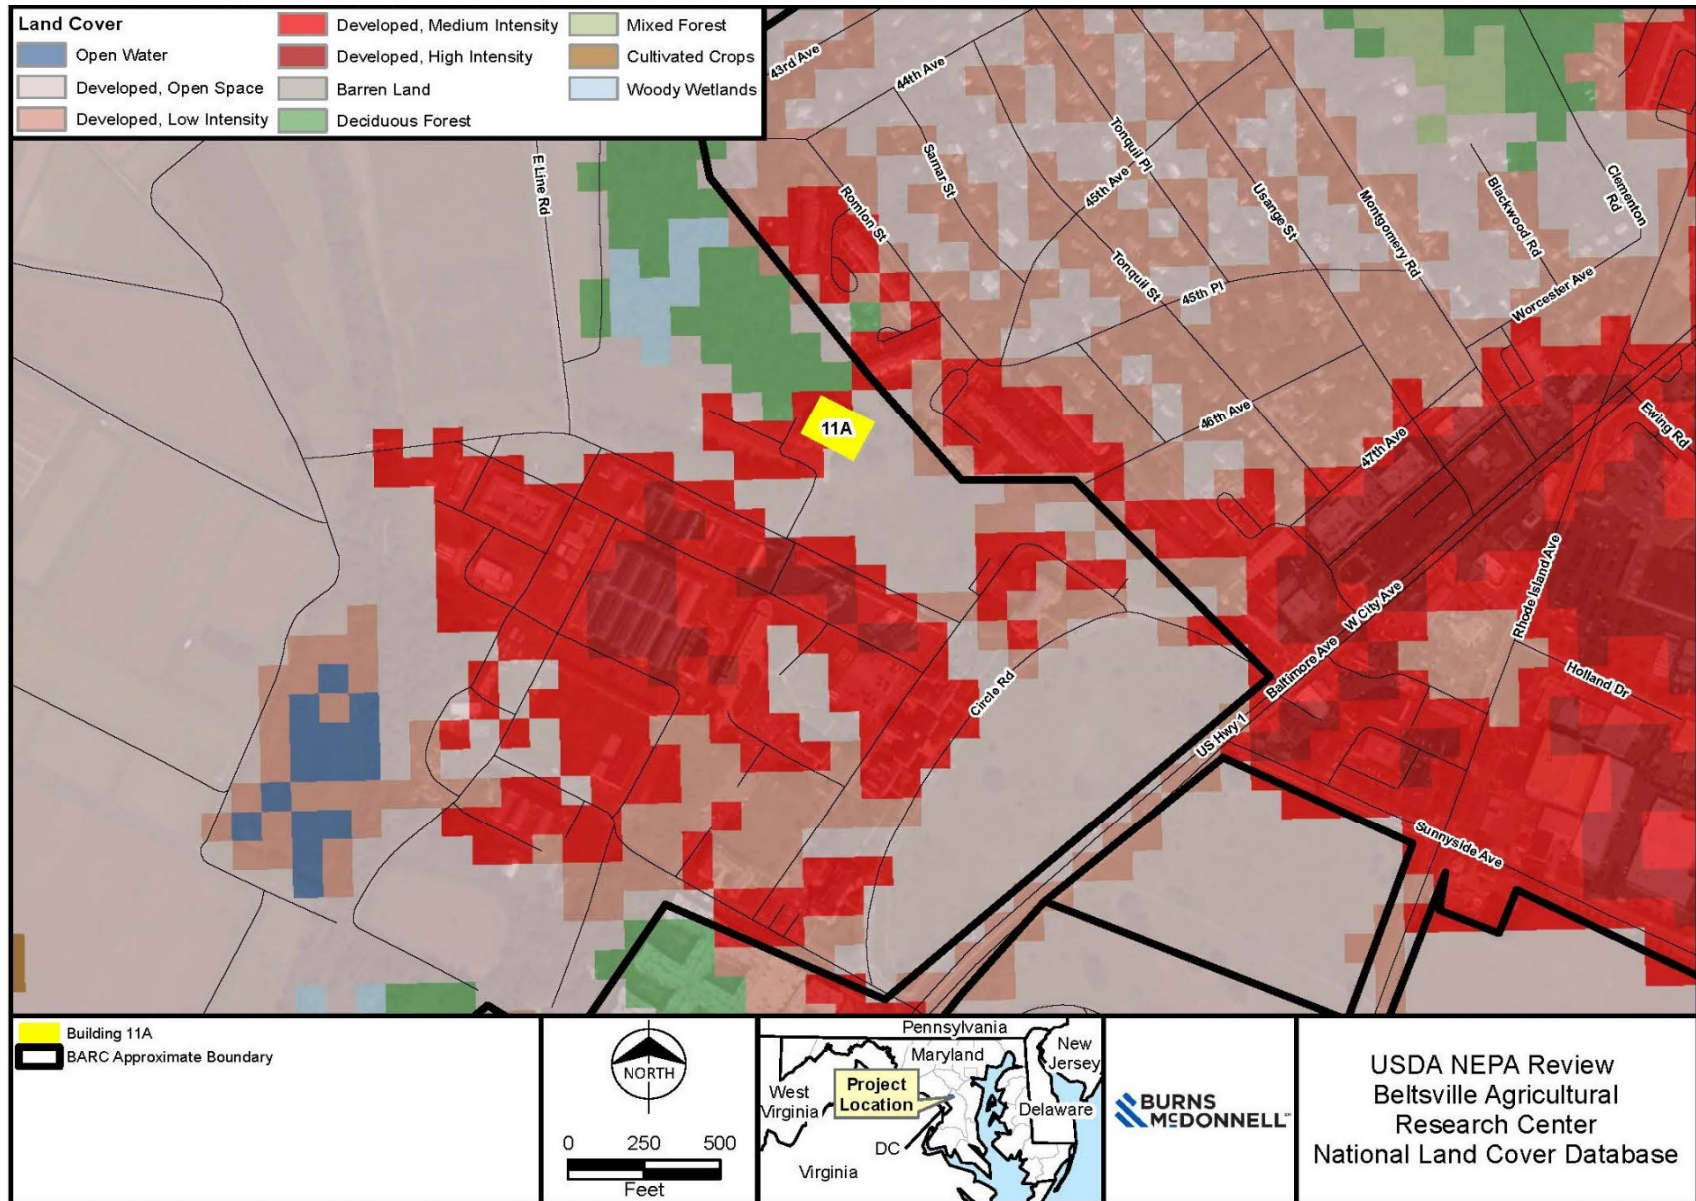 Land Cover
Open Water
Developed, Open Space
Developed, Low Intensity
Developed, Medium Intensity
Developed, High Intensity
Barren Land
Deciduous Forest
Mixed Forest
Cultivated Crops
Woody Wetlands
43rd Ave
44th Ave
E Line Rd
Romlon St
Samar St
Tonquil Pl
45th Ave
Usange St
Montgomery Rd
Blackwood Rd
Clementon
Rd
Tonquil St
45th Pl
Worcester Ave
11A
46th Ave
47th Ave
Ewing Rd
Circle Rd
Baltimore Ave
W City Ave
Rhode Island Ave
Holland Dr
US Hwy 1
Sunnyside Ave
Building 11A
BARC Approximate Boundary
NORTH
0 250 500
Feet
Pennsylvania
Maryland
New
Jersey
West
Virginia
Project
Location
Delaware
DC
Virginia
BURNS
McDONNELL
USDA NEPA Review
Beltsville Agricultural
Research Center
National Land Cover Database